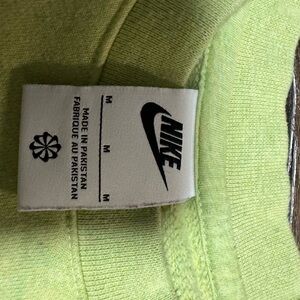 NIKE
M M M
MADE IN PAKISTAN
FABRIQUE AU PAKISTAN